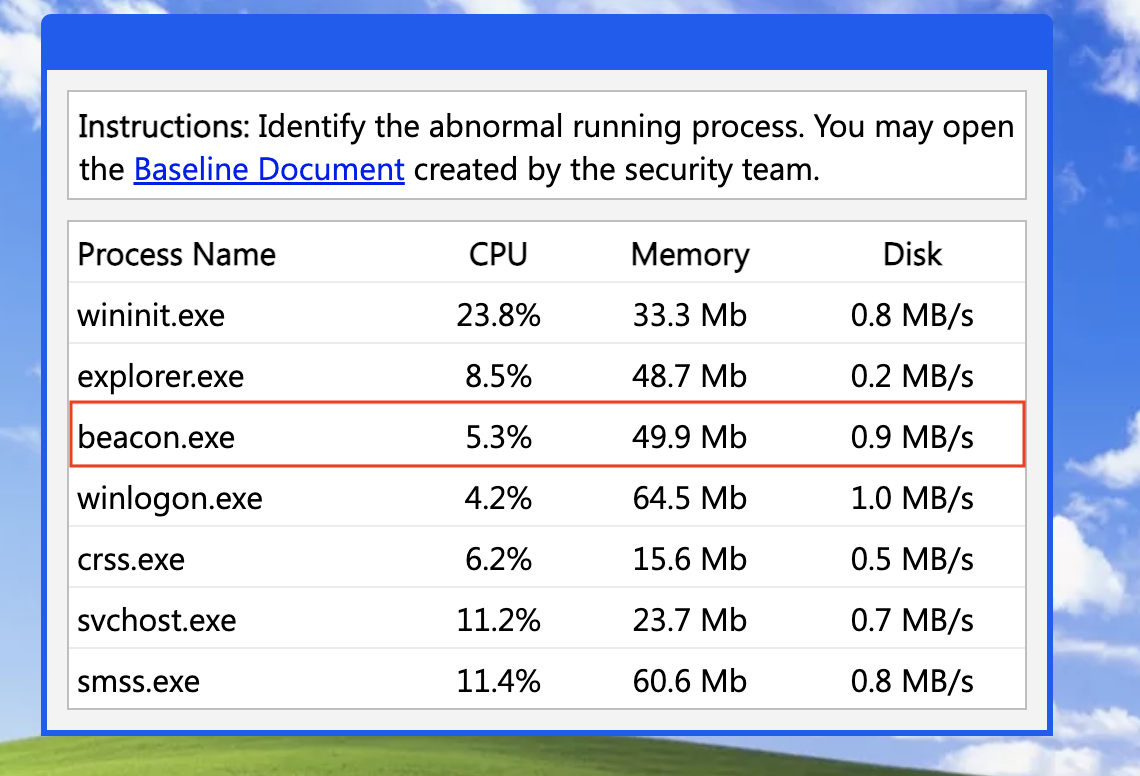 Instructions: Identify the abnormal running process. You may open
the Baseline Document created by the security team.
Process Name CPU Memory Disk
wininit.exe 23.8% 33.3 Mb 0.8 MB/s
explorer.exe 8.5% 48.7 Mb 0.2 MB/s
beacon.exe 5.3% 49.9 Mb 0.9 MB/s
winlogon.exe 4.2% 64.5 Mb 1.0 MB/s
crss.exe 6.2% 15.6 Mb 0.5 MB/s
svchost.exe 11.2% 23.7 Mb 0.7 MB/s
smss.exe 11.4% 60.6 Mb 0.8 MB/s